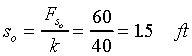 s_o = F_{s_o} / k = 60 / 40 = 1.5 ft